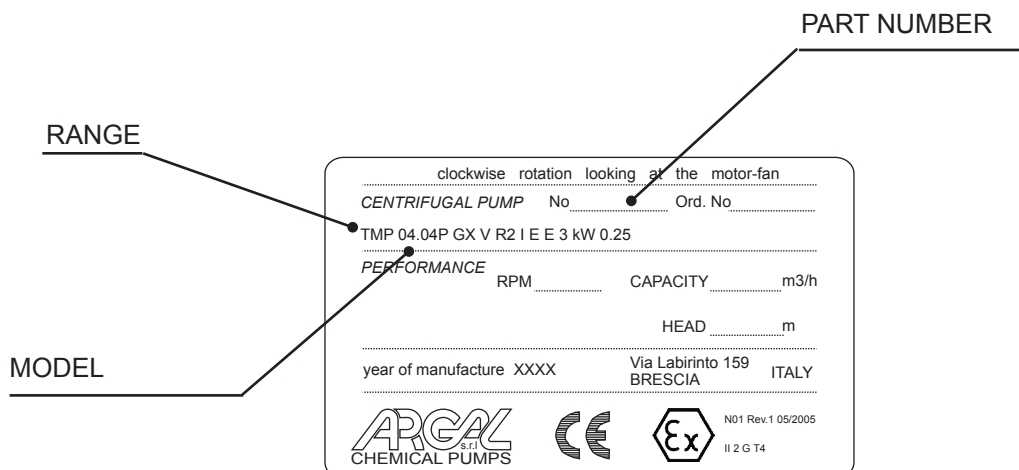 PART NUMBER
RANGE
clockwise rotation looking at the motor-fan
CENTRIFUGAL PUMP No Ord. No
TMP 04.04P GX V R2 I E E 3 kW 0.25
PERFORMANCE RPM CAPACITY m3/h
HEAD m
MODEL
year of manufacture XXXX Via Labirinto 159 BRESCIA ITALY
ARGAL s.r.l CHEMICAL PUMPS
CE
Ex
N01 Rev.1 05/2005
II 2 G T4